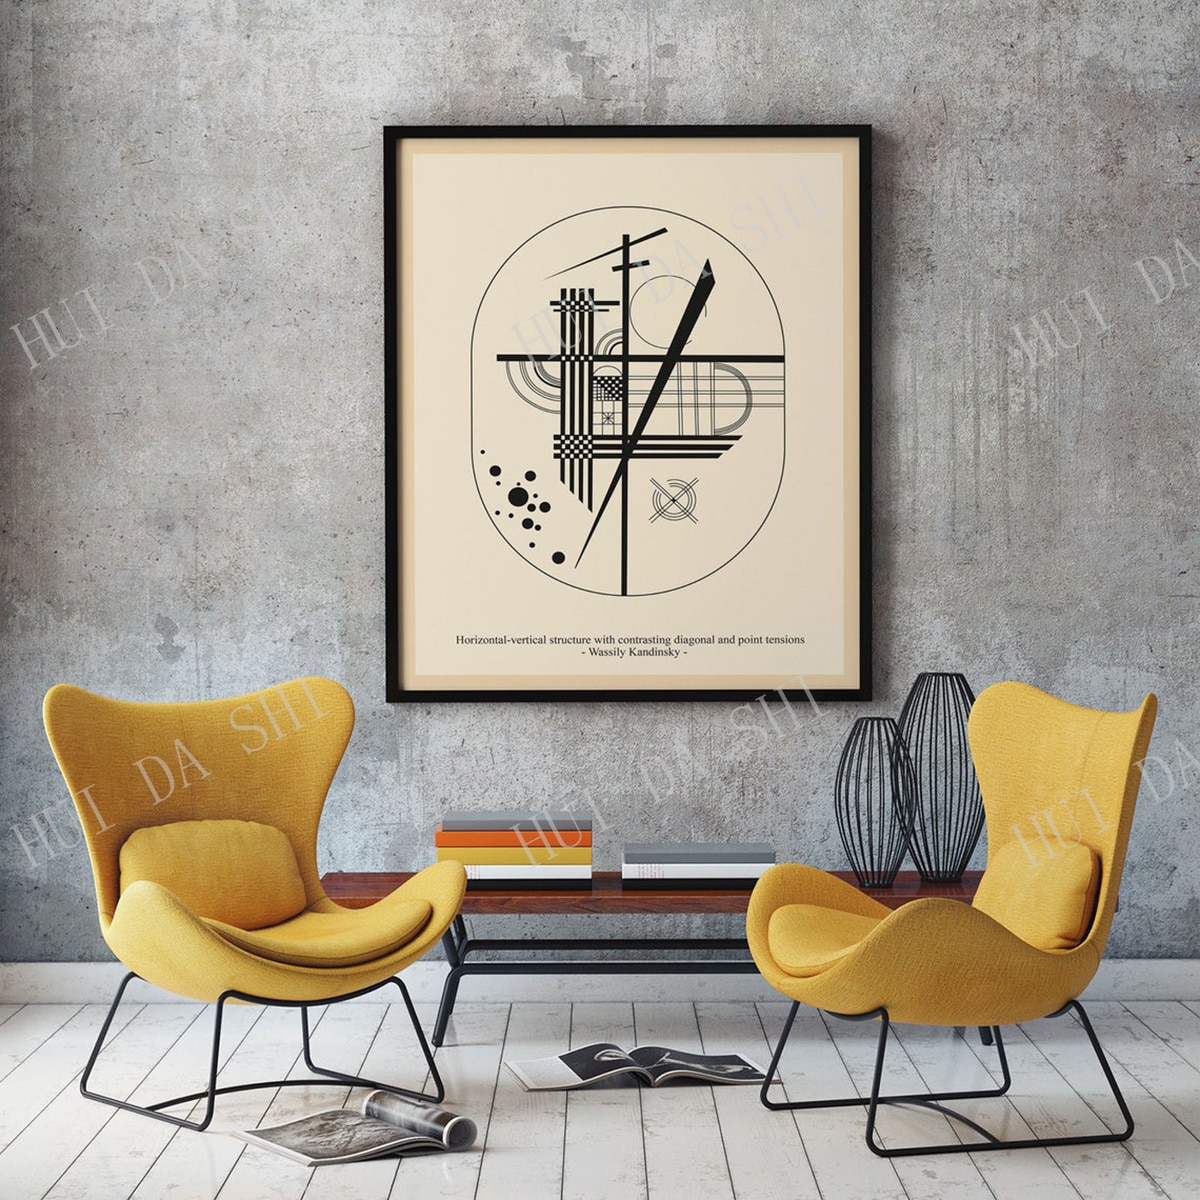 HUI DA SHI
HUI DA SHI
HUI DA
Horizontal-vertical structure with contrasting diagonal and point tensions
- Wassily Kandinsky -
HUI DA SHI
HUI DA SHI
HUI DA